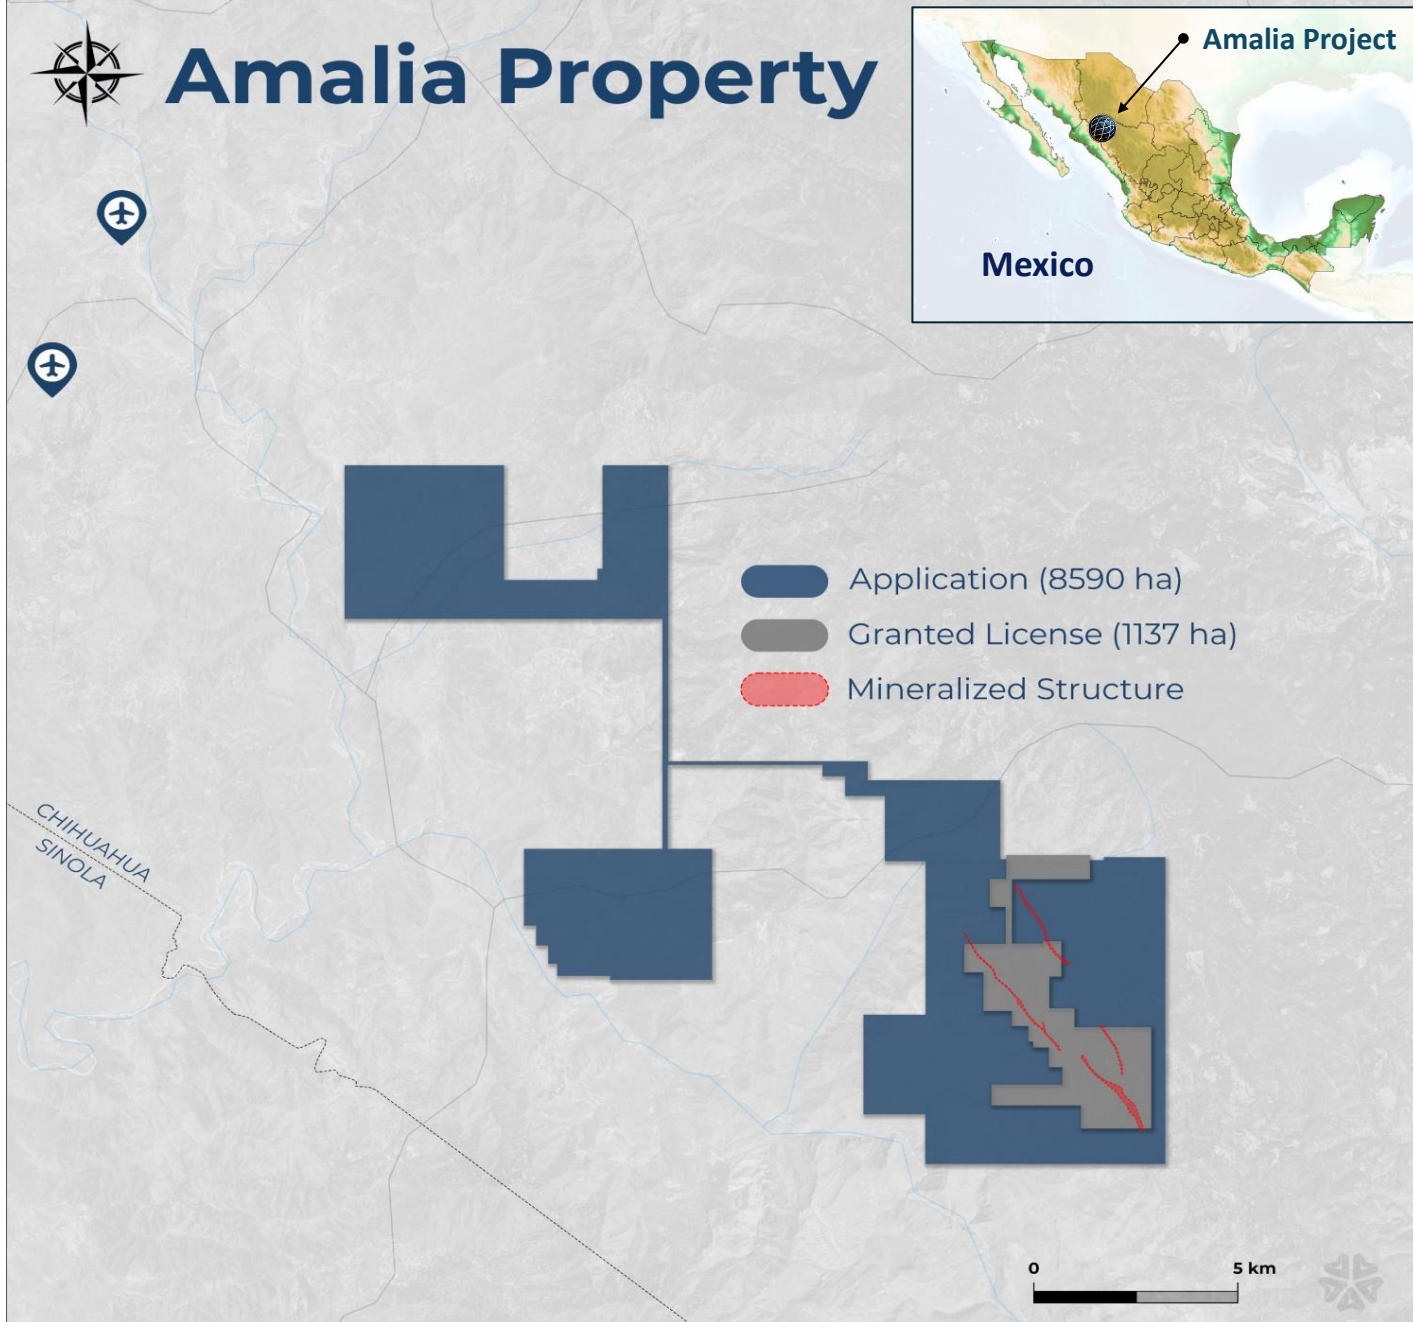 Amalia Property
Amalia Project
Mexico
Application (8590 ha)
Granted License (1137 ha)
Mineralized Structure
CHIHUAHUA
SINOLA
0 5 km